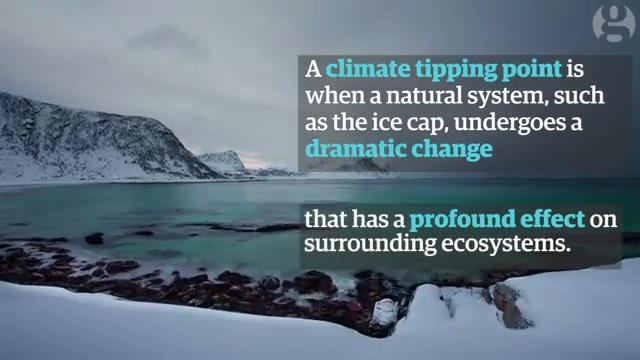 A climate tipping point is
when a natural system, such
as the ice cap, undergoes a
dramatic change
that has a profound effect on
surrounding ecosystems.